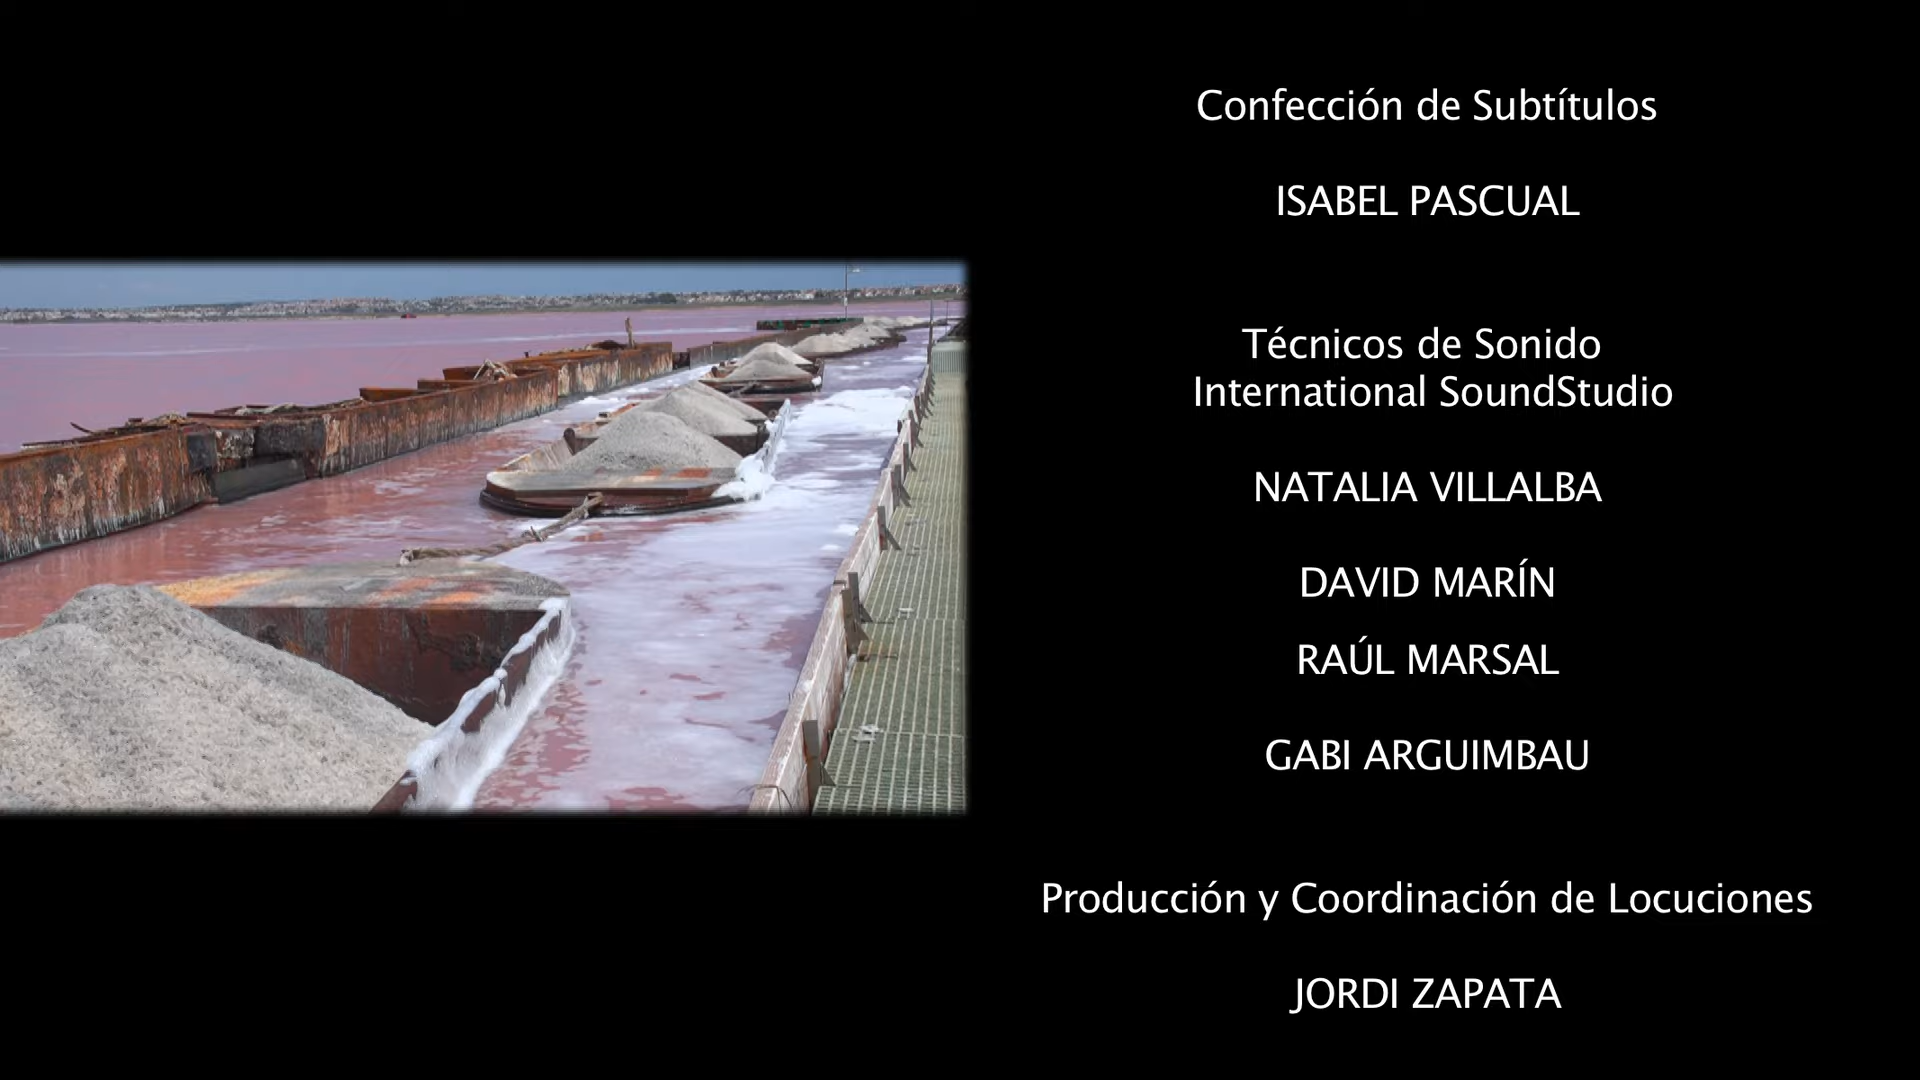 Confección de Subtítulos
ISABEL PASCUAL
Técnicos de Sonido
International SoundStudio
NATALIA VILLALBA
DAVID MARÍN
RAÚL MARSAL
GABI ARGUIMBAU
Producción y Coordinación de Locuciones
JORDI ZAPATA